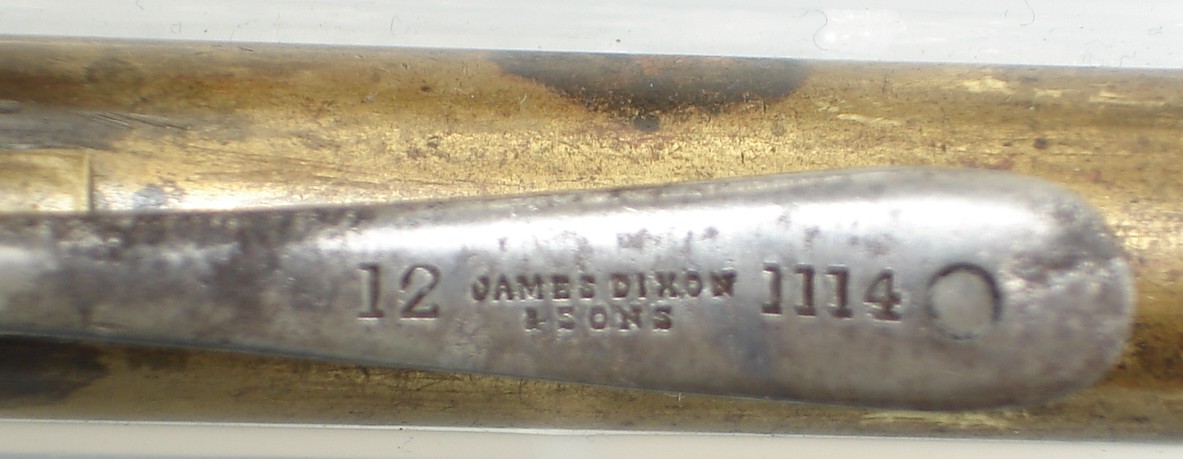 12 JAMES DIXON 1114
& SONS